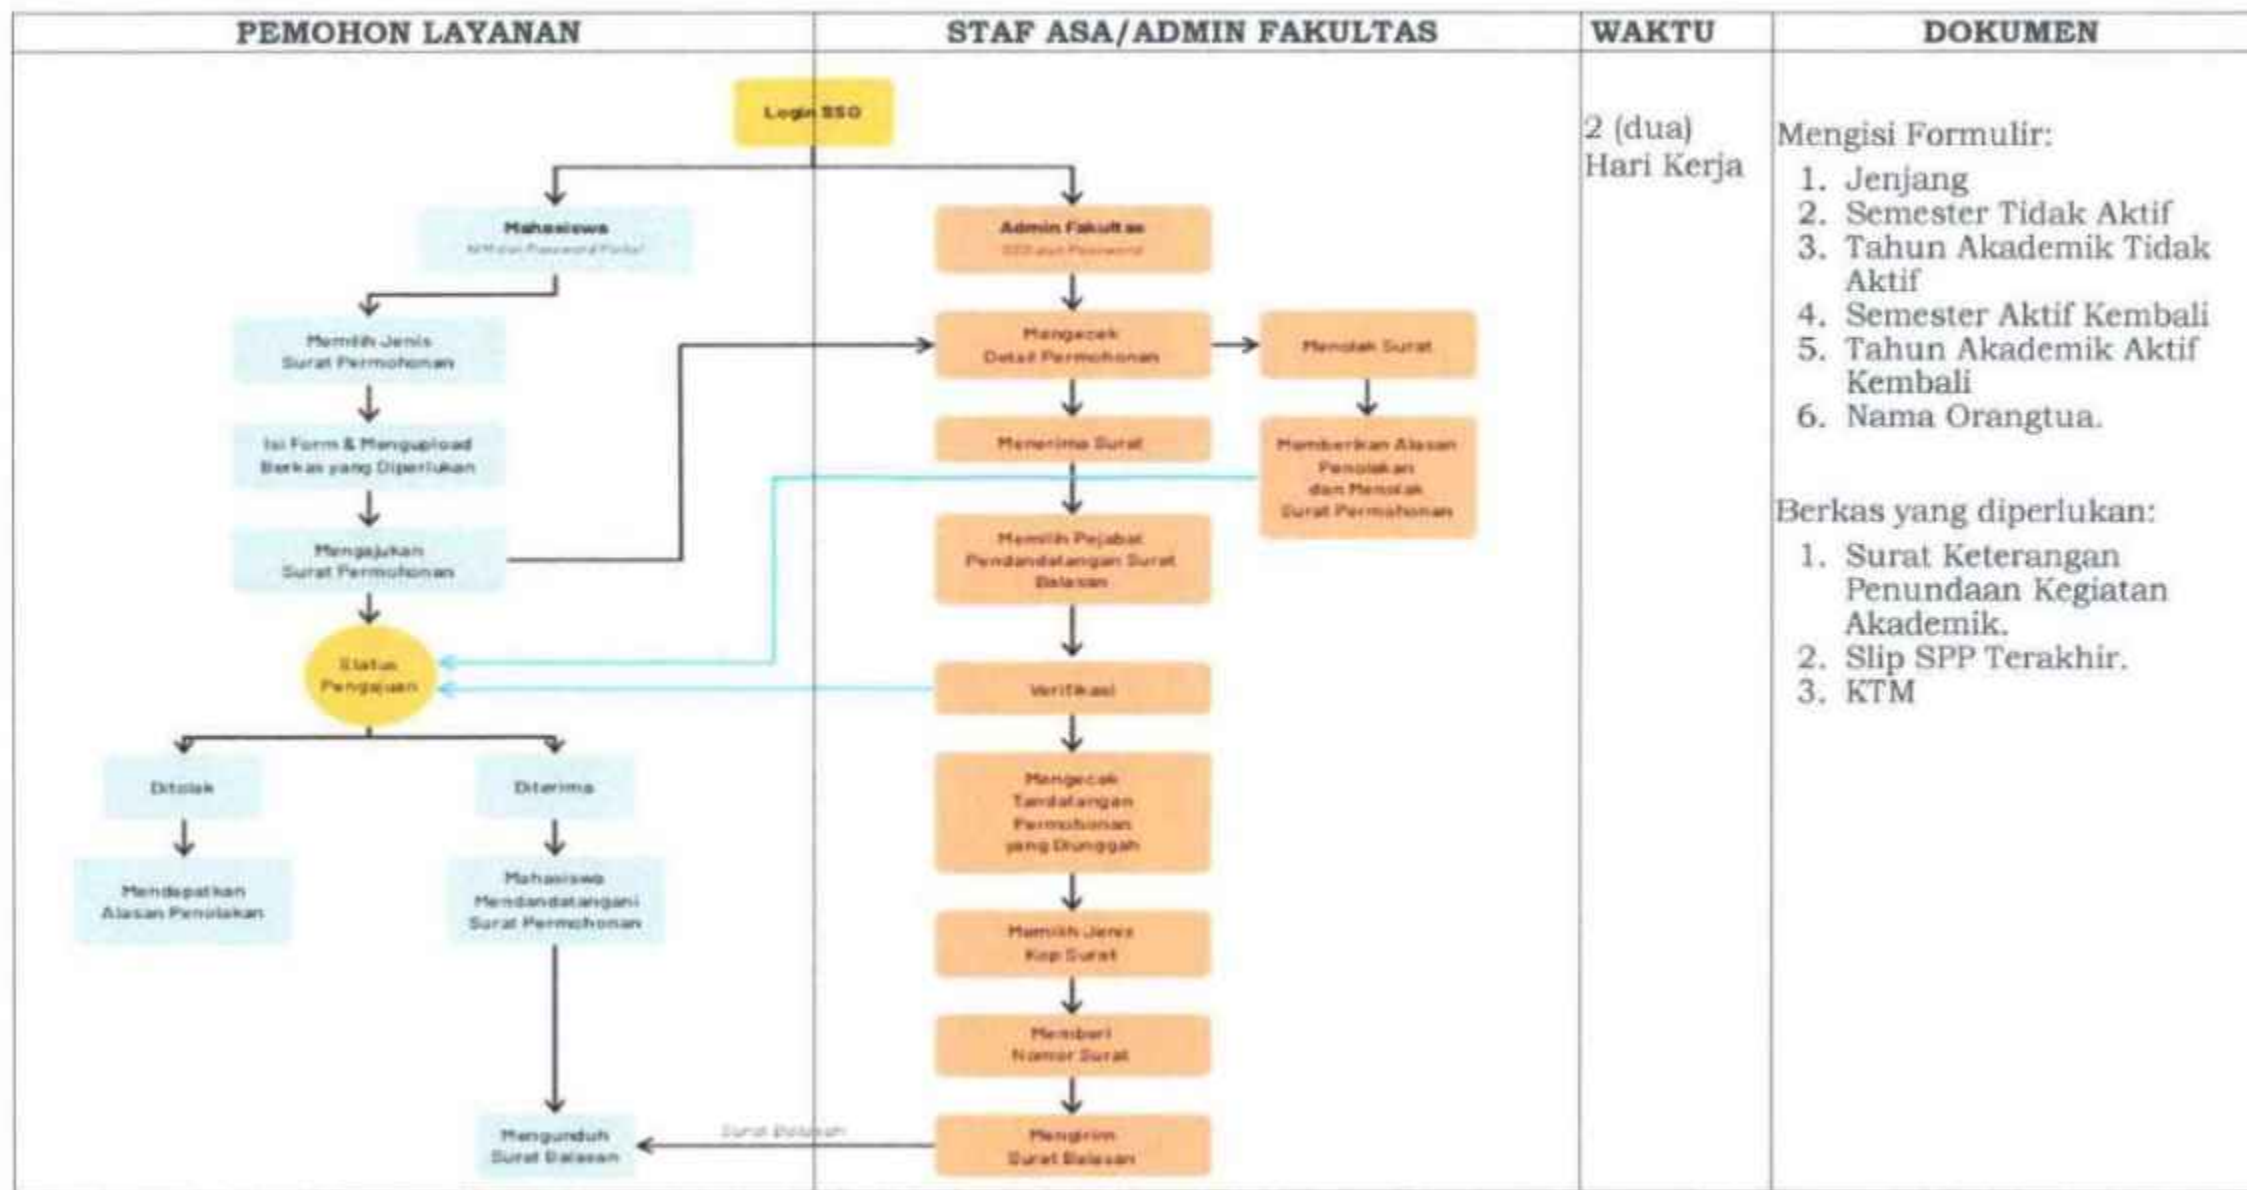 PEMOHON LAYANAN
STAF ASA/ADMIN FAKULTAS
WAKTU
DOKUMEN
Login SSO
Mahasiswa
Memilih Jenis
Surat Permohonan
Isi Form & Mengupload
Berkas yang Diperlukan
Mengajukan
Surat Permohonan
Status
Pengajuan
Ditolak
Diterima
Mendapatkan
Alasan Penolakan
Mahasiswa
Mendandatangani
Surat Permohonan
Mengunduh
Surat Balasan
Surat Balasan
Admin Fakultas
SSO dan Password
Mengecek
Detail Permohonan
Menolak Surat
Menerima Surat
Memberikan Alasan
Penolakan
dan Menolak
Surat Permohonan
Memilih Pejabat
Pendandatangan Surat
Balasan
Verifikasi
Mengecek
Tandatangan
Permohonan
yang Diunggah
Memilih Jenis
Kop Surat
Memberi
Nomor Surat
Mengirim
Surat Balasan
2 (dua)
Hari Kerja
Mengisi Formulir:
1. Jenjang
2. Semester Tidak Aktif
3. Tahun Akademik Tidak
Aktif
4. Semester Aktif Kembali
5. Tahun Akademik Aktif
Kembali
6. Nama Orangtua.
Berkas yang diperlukan:
1. Surat Keterangan
Penundaan Kegiatan
Akademik.
2. Slip SPP Terakhir.
3. KTM